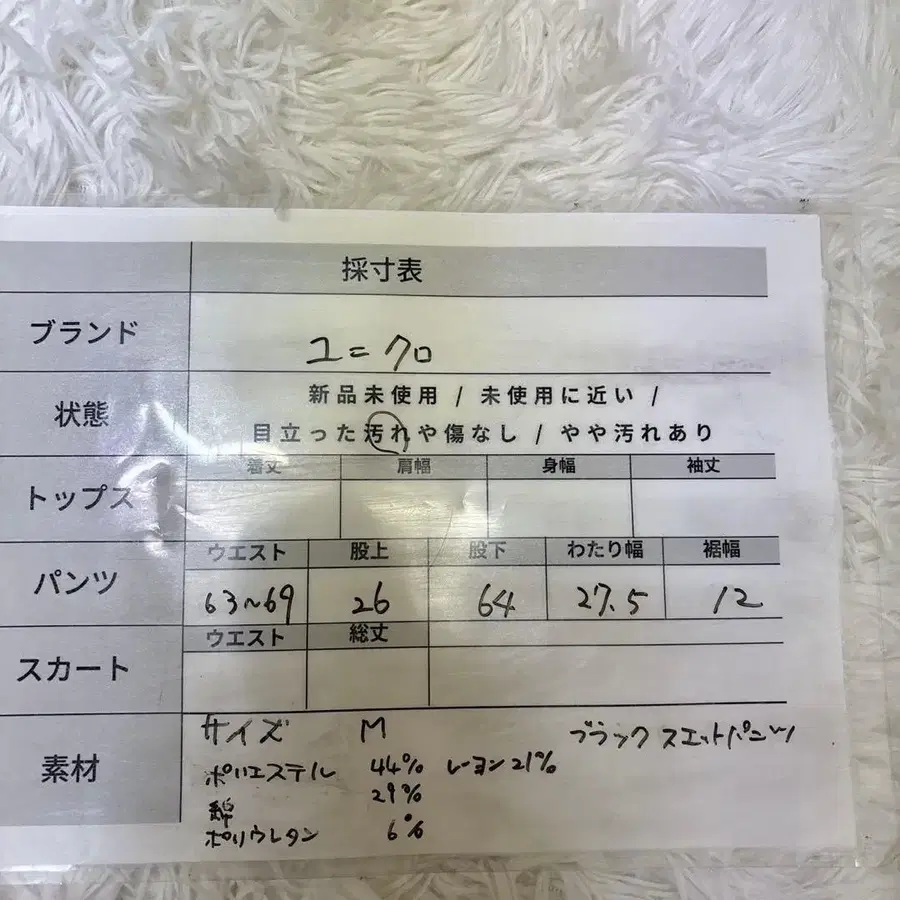 採寸表
ブランド ユニクロ
状態 新品未使用 / 未使用に近い /
目立った汚れや傷なし / やや汚れあり
着丈 肩幅 身幅 袖丈
トップス
ウエスト 股上 股下 わたり幅 裾幅
パンツ 63~69 26 64 27.5 12
ウエスト 総丈
スカート
サイズ M ブラック スエットパンツ
素材 ポリエステル 44% レーヨン21%
綿 29%
ポリウレタン 6%